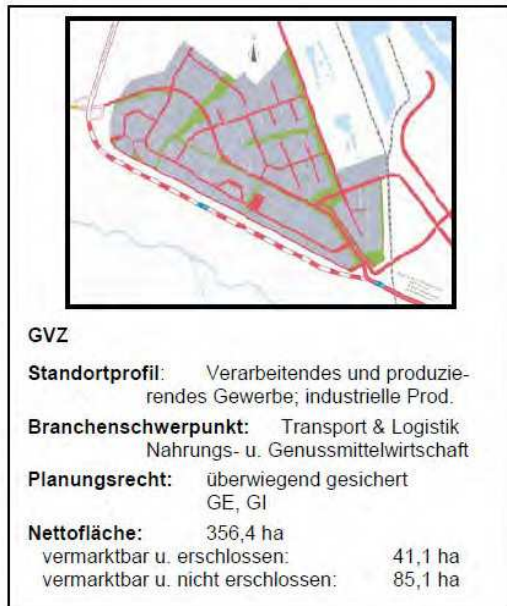 GVZ
Standortprofil: Verarbeitendes und produzie-
rendes Gewerbe; industrielle Prod.
Branchenschwerpunkt: Transport & Logistik
Nahrungs- u. Genussmittelwirtschaft
Planungsrecht: überwiegend gesichert
GE, GI
Nettofläche: 356,4 ha
vermarktbar u. erschlossen: 41,1 ha
vermarktbar u. nicht erschlossen: 85,1 ha